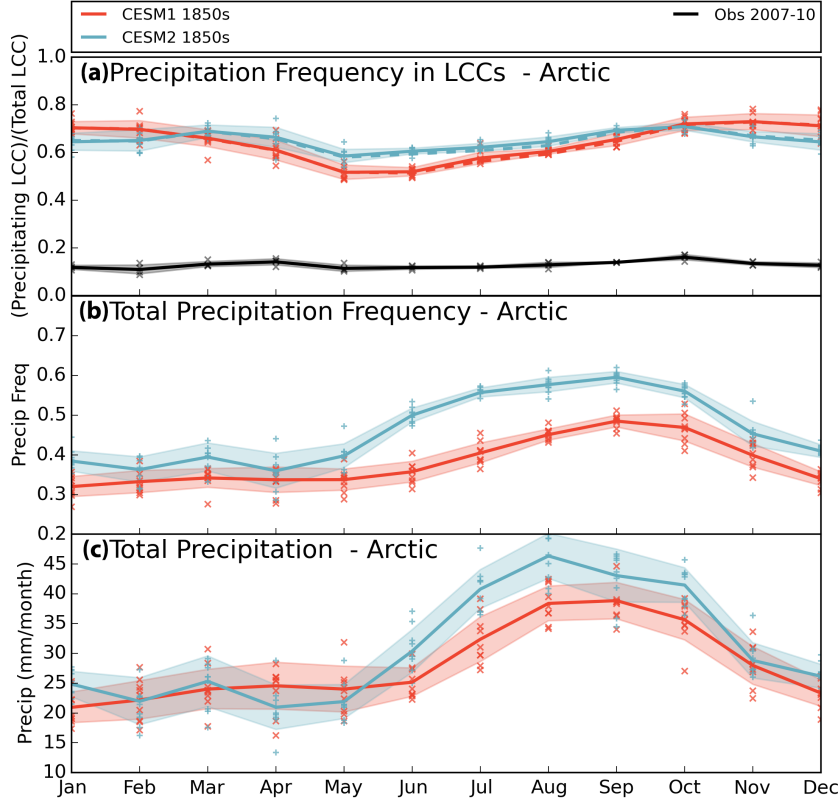 CESM1 1850s
Obs 2007-10
CESM2 1850s
(a)Precipitation Frequency in LCCs - Arctic
(Precipitating LCC)/(Total LCC)
1.0
0.8
0.6
0.4
0.2
0.0
(b)Total Precipitation Frequency - Arctic
Precip Freq
0.7
0.6
0.5
0.4
0.3
0.2
(c)Total Precipitation - Arctic
Precip (mm/month)
45
40
35
30
25
20
15
10
Jan Feb Mar Apr May Jun Jul Aug Sep Oct Nov Dec